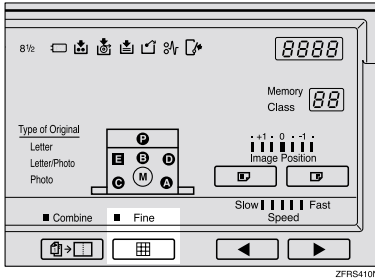 8½
8888
Memory
Class 88
Type of Original
Letter
Letter/Photo
Photo
P
E B D
C M A
+1 · 0 · -1
Image Position
Slow Fast
Speed
Combine Fine
ZFRS410N